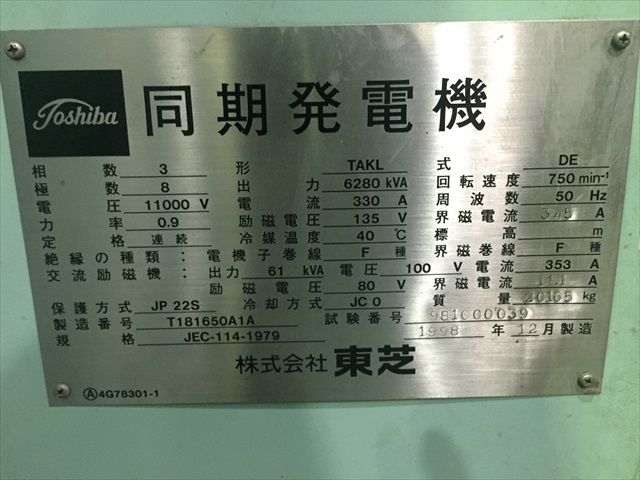 Toshiba 同期発電機
相数 3 形 TAKL 式 DE
極数 8 出力 6280 kVA 回転速度 750 min⁻¹
電圧 11000 V 電流 330 A 周波数 50 Hz
力率 0.9 励磁電圧 135 V 界磁電流 345 A
定格 連続 冷媒温度 40 ℃ 標高 m
絶縁の種類：電機子巻線 F 種 界磁巻線 F 種
交流励磁機：出力 61 kVA 電圧 100 V 電流 353 A
励磁電圧 80 V 界磁電流 A
保護方式 JP 22S 冷却方式 JC 0 質量 kg
製造番号 T181650A1A 試験番号 981C00039
規格 JEC-114-1979 1998 年 12 月製造
株式会社 東芝
Ⓐ4G78301-1